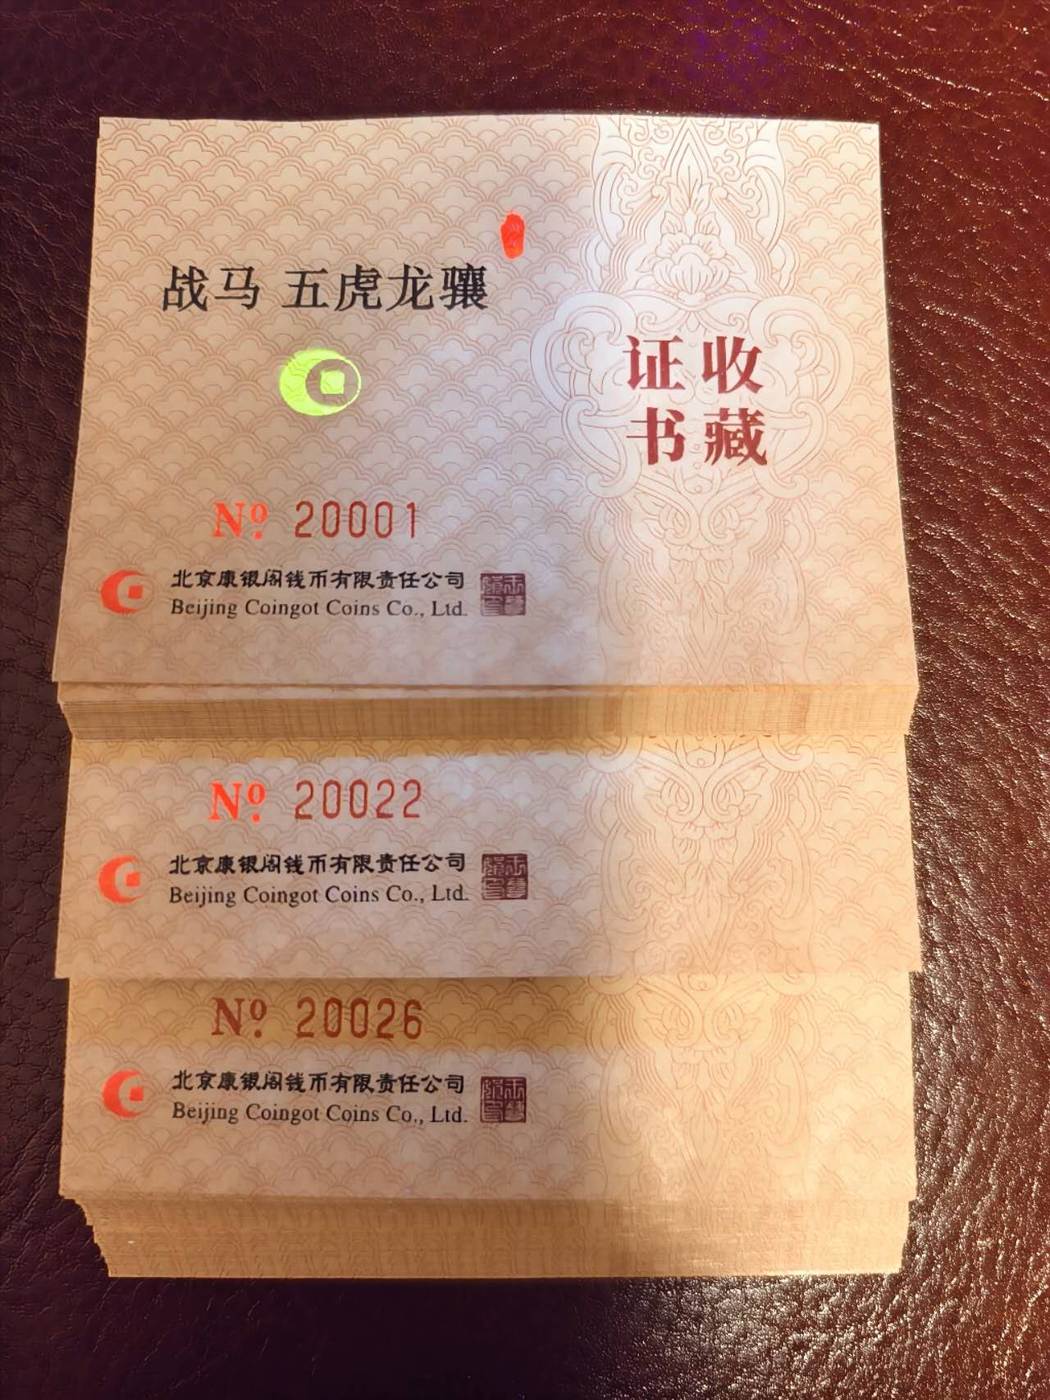 战马 五虎龙骧
收藏
证书
Nº 20001
北京康银阁钱币有限责任公司
Beijing Coingot Coins Co., Ltd.
Nº 20022
北京康银阁钱币有限责任公司
Beijing Coingot Coins Co., Ltd.
Nº 20026
北京康银阁钱币有限责任公司
Beijing Coingot Coins Co., Ltd.